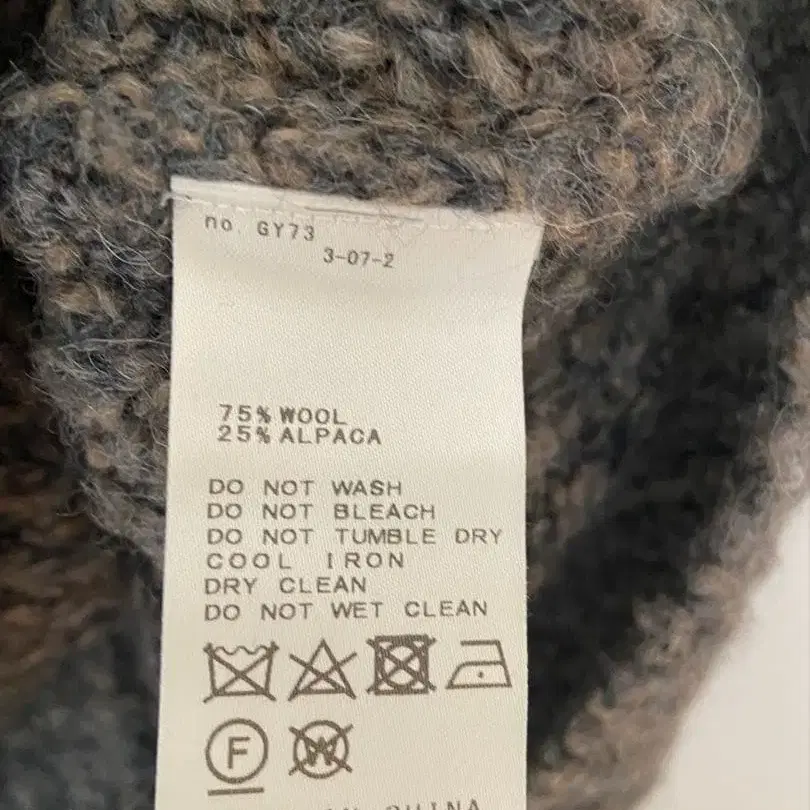 no. GY73
3-07-2
75% WOOL
25% ALPACA
DO NOT WASH
DO NOT BLEACH
DO NOT TUMBLE DRY
COOL IRON
DRY CLEAN
DO NOT WET CLEAN
F W
CHINA